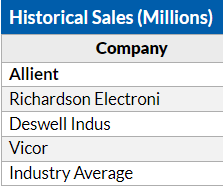 Historical Sales (Millions)
Company
Allient
Richardson Electroni
Deswell Indus
Vicor
Industry Average